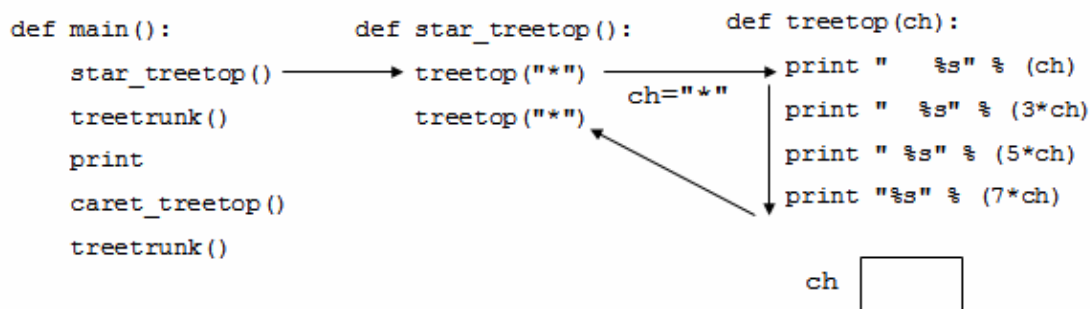 def main():
star_treetop()
treetrunk()
print
caret_treetop()
treetrunk()
def star_treetop():
treetop("*")
treetop("*")
ch="*"
def treetop(ch):
print "   %s" % (ch)
print "  %s" % (3*ch)
print " %s" % (5*ch)
print "%s" % (7*ch)
ch